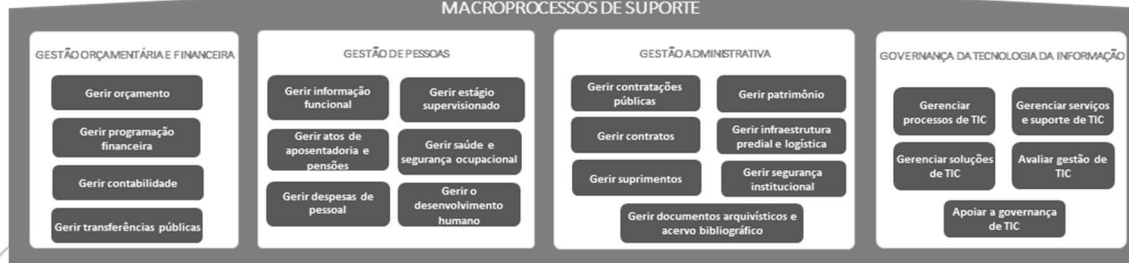 MACROPROCESSOS DE SUPORTE
GESTÃO ORÇAMENTÁRIA E FINANCEIRA
Gerir orçamento
Gerir programação
financeira
Gerir contabilidade
Gerir transferências públicas
GESTÃO DE PESSOAS
Gerir informação
funcional
Gerir estágio
supervisionado
Gerir atos de
aposentadoria e
pensões
Gerir saúde e
segurança ocupacional
Gerir despesas de
pessoal
Gerir o
desenvolvimento
humano
GESTÃO ADMINISTRATIVA
Gerir contratações
públicas
Gerir patrimônio
Gerir contratos
Gerir infraestrutura
predial e logística
Gerir suprimentos
Gerir segurança
institucional
Gerir documentos arquivísticos e
acervo bibliográfico
GOVERNANÇA DA TECNOLOGIA DA INFORMAÇÃO
Gerenciar
processos de TIC
Gerenciar serviços
e suporte de TIC
Gerenciar soluções
de TIC
Avaliar gestão de
TIC
Apoiar a governança
de TIC